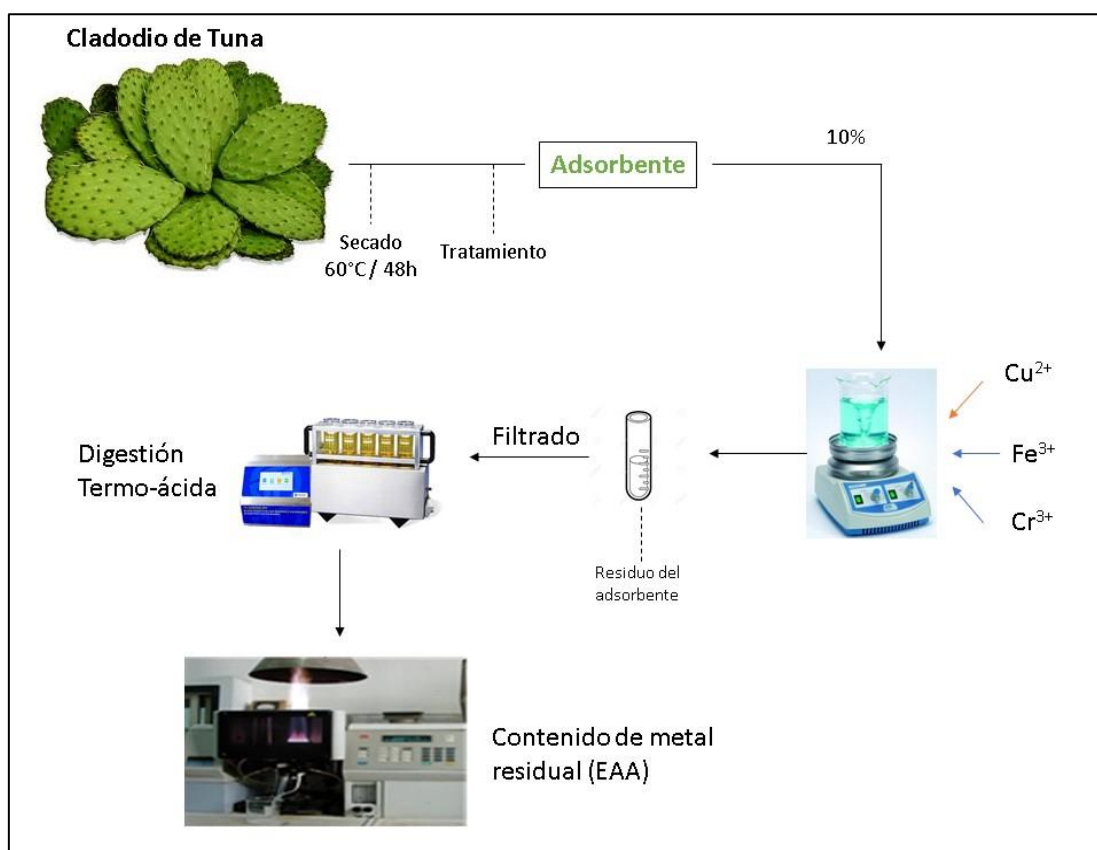 Cladodio de Tuna
10%
Adsorbente
Secado
60°C / 48h
Tratamiento
Cu²⁺
Fe³⁺
Cr³⁺
Filtrado
Digestión
Termo-ácida
Residuo del
adsorbente
Contenido de metal
residual (EAA)